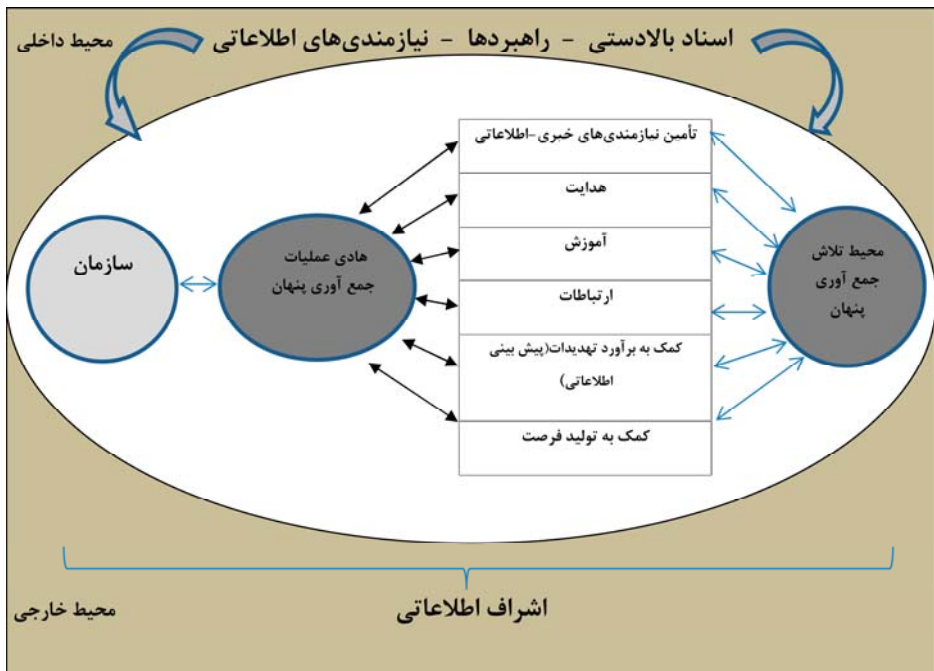 اسناد بالادستی - راهبردها - نیازمندی‌های اطلاعاتی
محیط داخلی
تأمین نیازمندی‌های خبری-اطلاعاتی
هدایت
آموزش
ارتباطات
کمک به برآورد تهدیدات(پیش بینی
اطلاعاتی)
کمک به تولید فرصت
محیط تلاش
جمع آوری
پنهان
هادی عملیات
جمع آوری پنهان
سازمان
اشراف اطلاعاتی
محیط خارجی